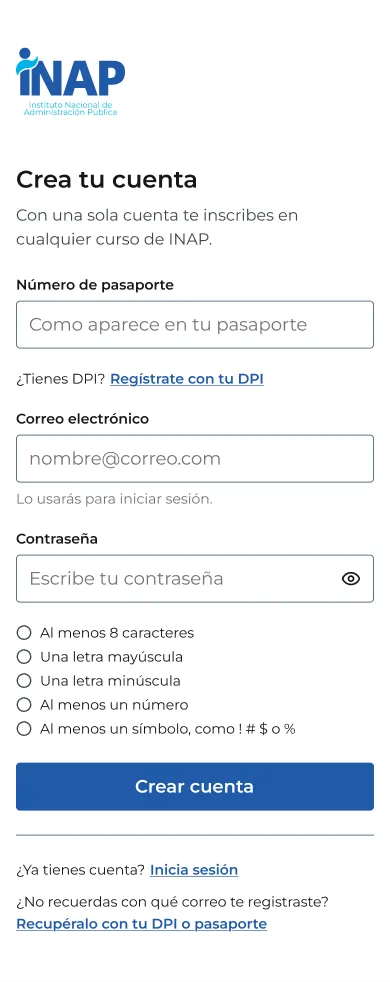 iNAP
Instituto Nacional de
Administración Pública
Crea tu cuenta
Con una sola cuenta te inscribes en
cualquier curso de INAP.
Número de pasaporte
Como aparece en tu pasaporte
¿Tienes DPI? Regístrate con tu DPI
Correo electrónico
nombre@correo.com
Lo usarás para iniciar sesión.
Contraseña
Escribe tu contraseña
Al menos 8 caracteres
Una letra mayúscula
Una letra minúscula
Al menos un número
Al menos un símbolo, como ! # $ o %
Crear cuenta
¿Ya tienes cuenta? Inicia sesión
¿No recuerdas con qué correo te registraste?
Recupéralo con tu DPI o pasaporte